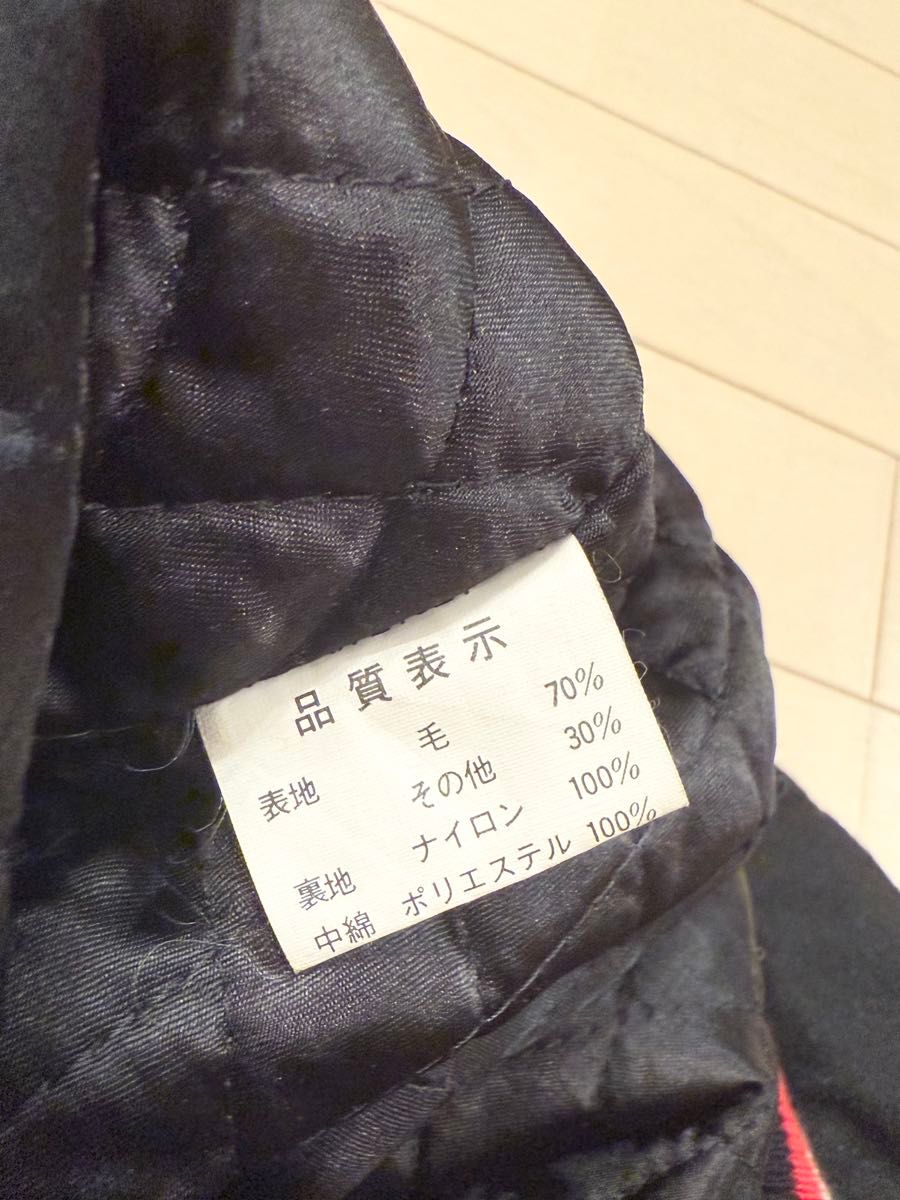 品質表示
表地 毛 70%
その他 30%
裏地 ナイロン 100%
中綿 ポリエステル 100%